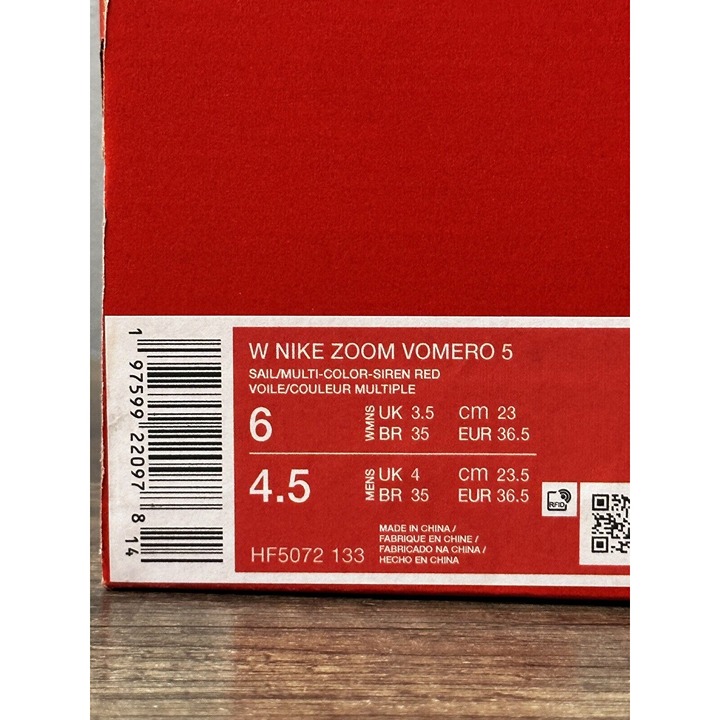 W NIKE ZOOM VOMERO 5
SAIL/MULTI-COLOR-SIREN RED
VOILE/COULEUR MULTIPLE
6 WMNS UK 3.5 cm 23
BR 35 EUR 36.5
4.5 MENS UK 4 cm 23.5
BR 35 EUR 36.5
RFID
MADE IN CHINA /
FABRIQUE EN CHINE /
FABRICADO NA CHINA /
HECHO EN CHINA
HF5072 133
1 97599 22097 8 14